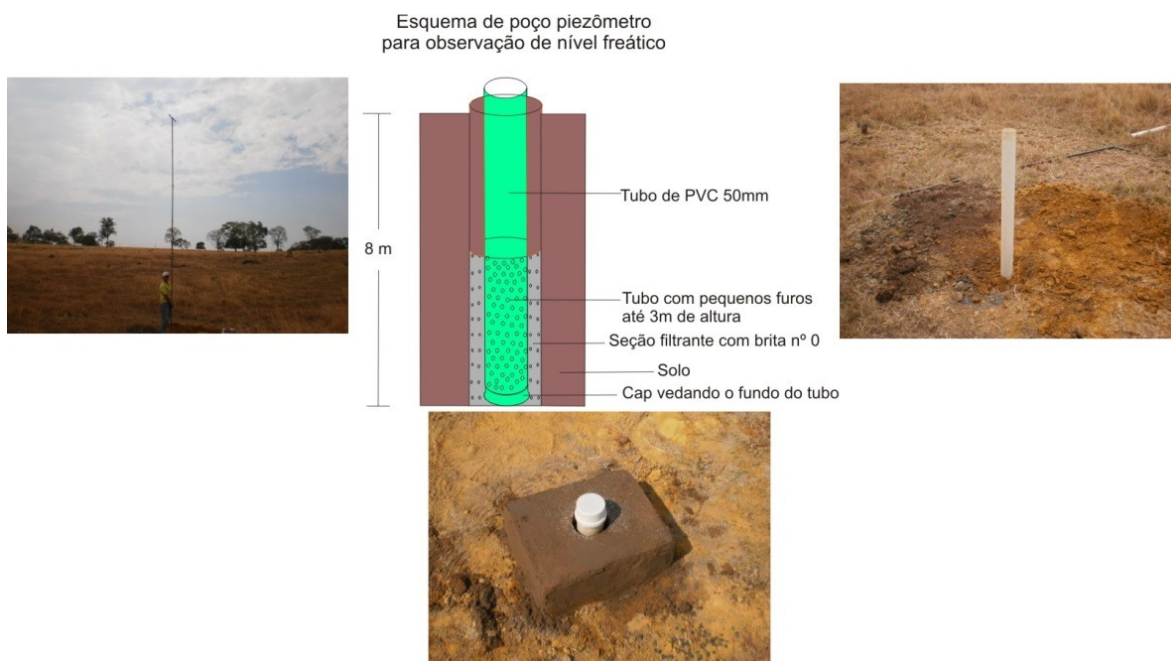 Esquema de poço piezômetro
para observação de nível freático
8 m
Tubo de PVC 50mm
Tubo com pequenos furos
até 3m de altura
Seção filtrante com brita nº 0
Solo
Cap vedando o fundo do tubo